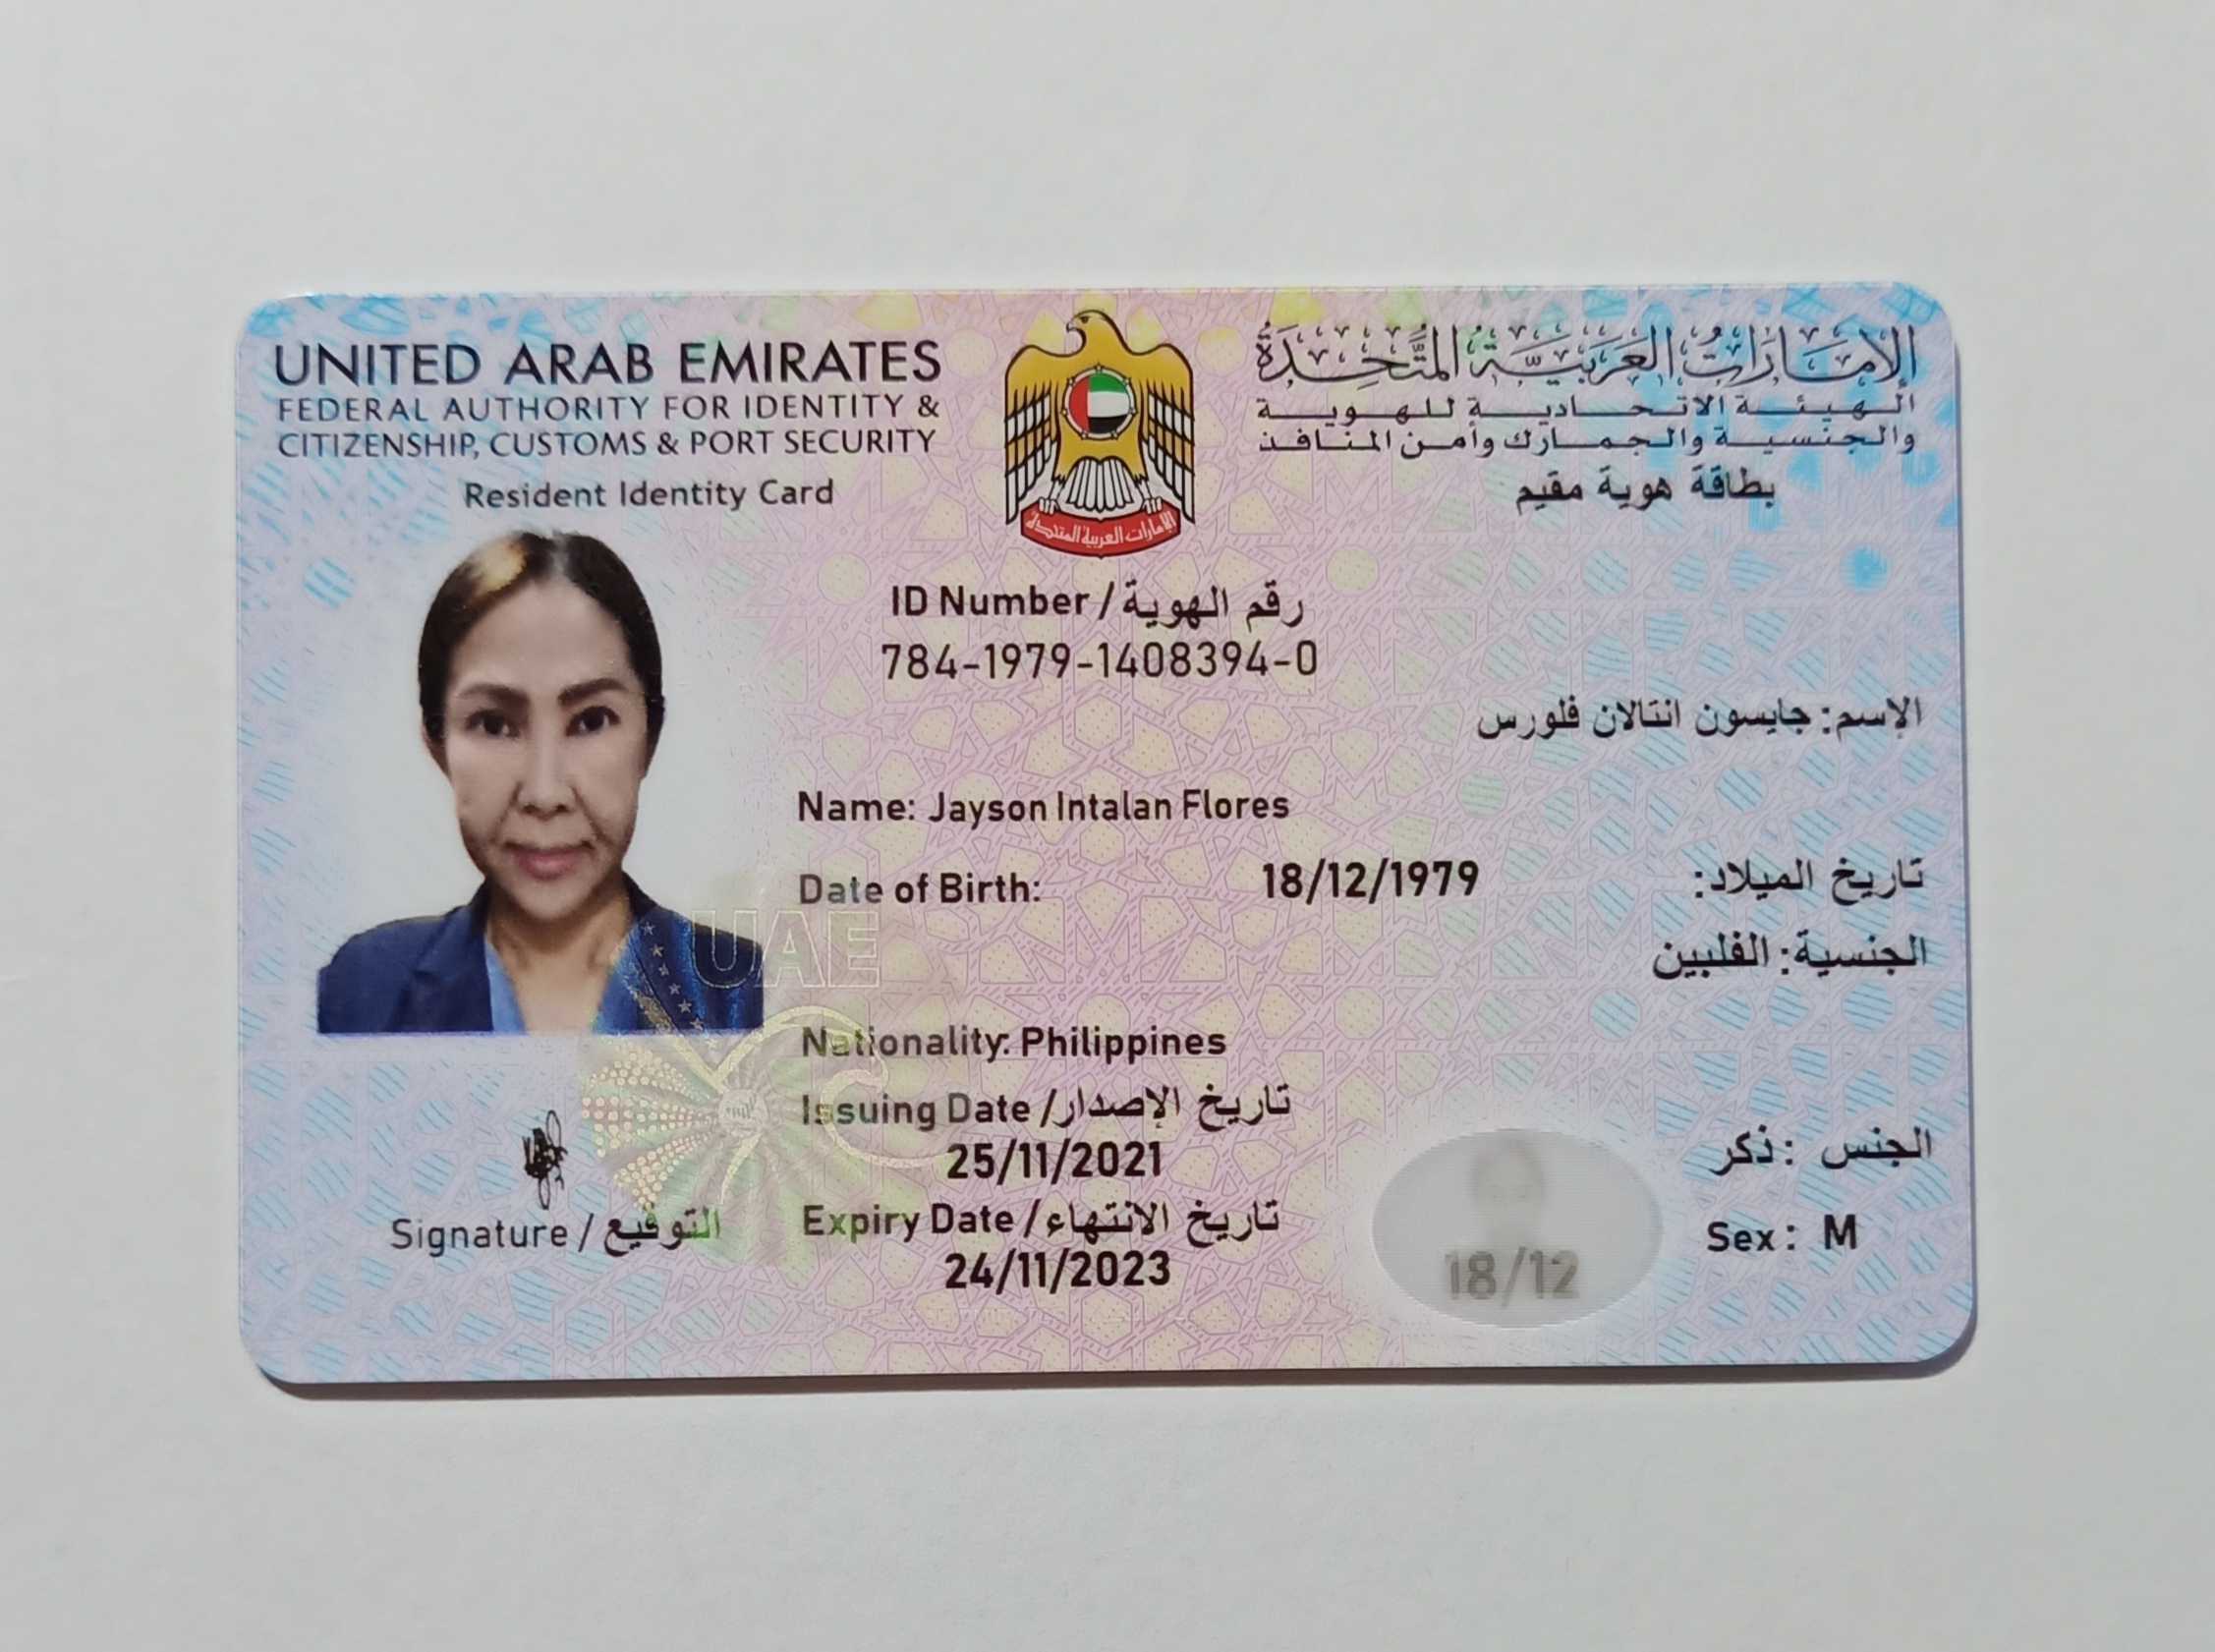 UNITED ARAB EMIRATES
FEDERAL AUTHORITY FOR IDENTITY &
CITIZENSHIP, CUSTOMS & PORT SECURITY
Resident Identity Card
الإمارات العربية المتحدة
الهيئة الاتحادية للهوية
والجنسية والجمارك وأمن المنافذ
بطاقة هوية مقيم
الإمارات العربية المتحدة
ID Number / رقم الهوية
784-1979-1408394-0
الإسم: جايسون انتالان فلورس
Name: Jayson Intalan Flores
Date of Birth: 18/12/1979 تاريخ الميلاد:
الجنسية: الفلبين
UAE
Nationality: Philippines
Issuing Date / تاريخ الإصدار
25/11/2021
Expiry Date / تاريخ الانتهاء
24/11/2023
الجنس : ذكر
Sex: M
18/12
Signature / التوقيع